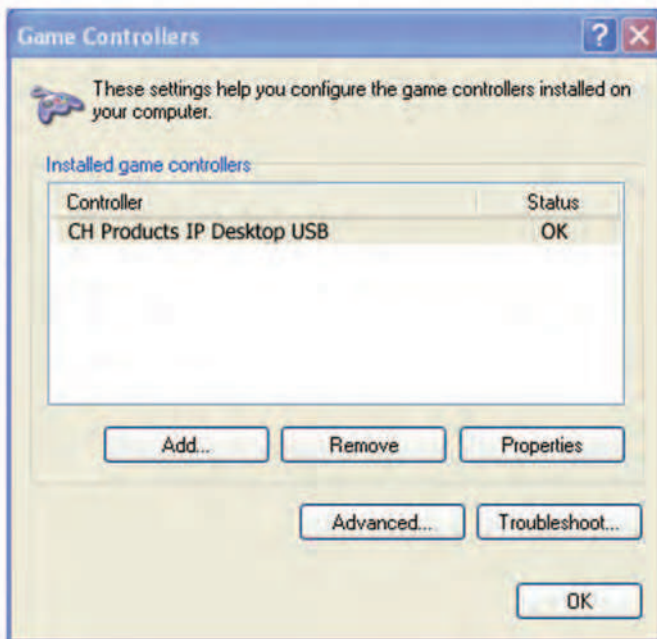 Game Controllers
?
These settings help you configure the game controllers installed on
your computer.
Installed game controllers
Controller Status
CH Products IP Desktop USB OK
Add... Remove Properties
Advanced... Troubleshoot...
OK